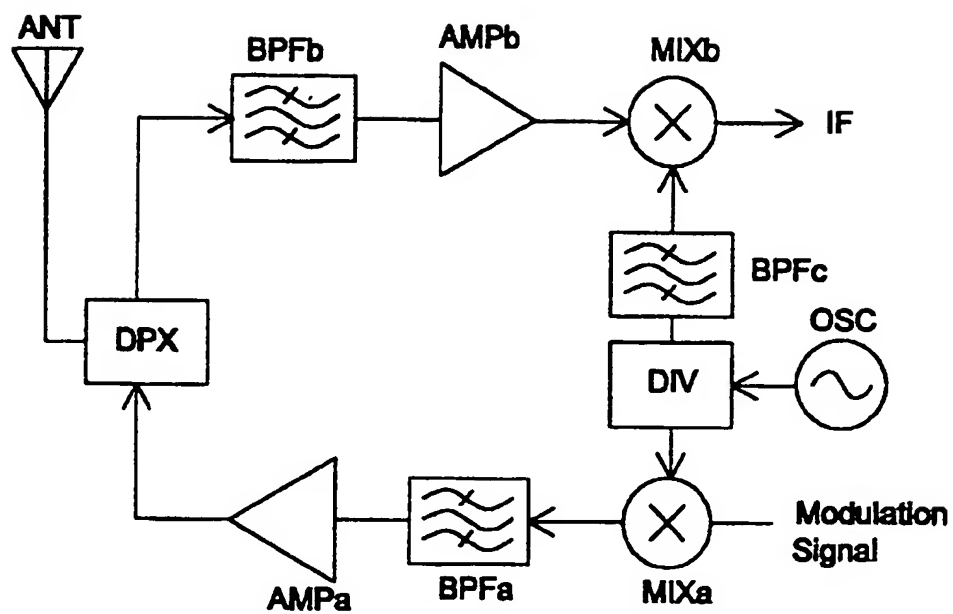 ANT
BPFb
AMPb
MIXb
IF
BPFc
OSC
DPX
DIV
Modulation
Signal
AMPa
BPFa
MIXa